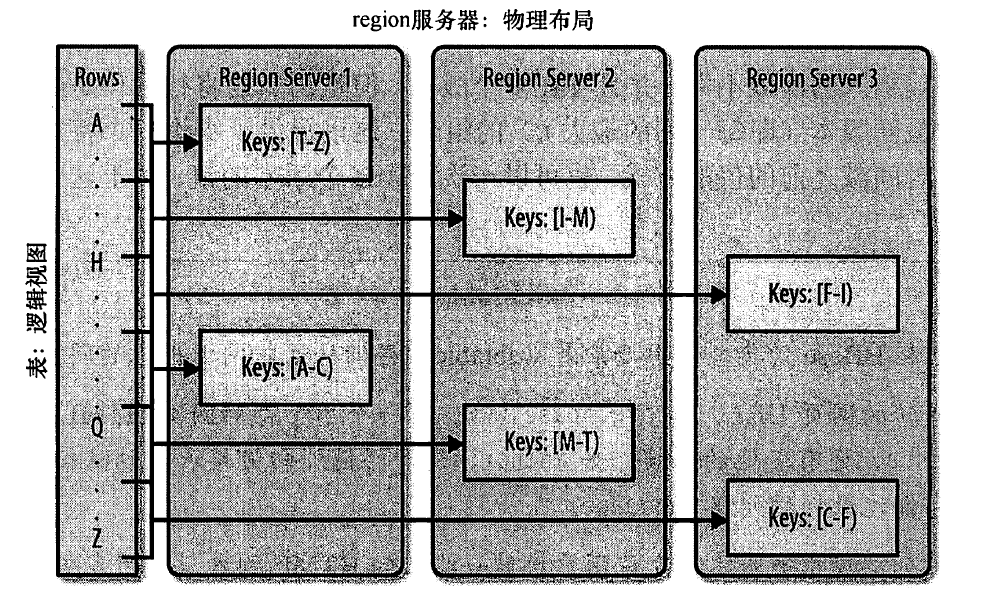 region服务器：物理布局
Rows
Region Server 1
Region Server 2
Region Server 3
A
Keys: [T-Z)
Keys: [I-M)
H
Keys: [F-I)
Keys: [A-C)
Q
Keys: [M-T)
Keys: [C-F)
Z
表：逻辑视图